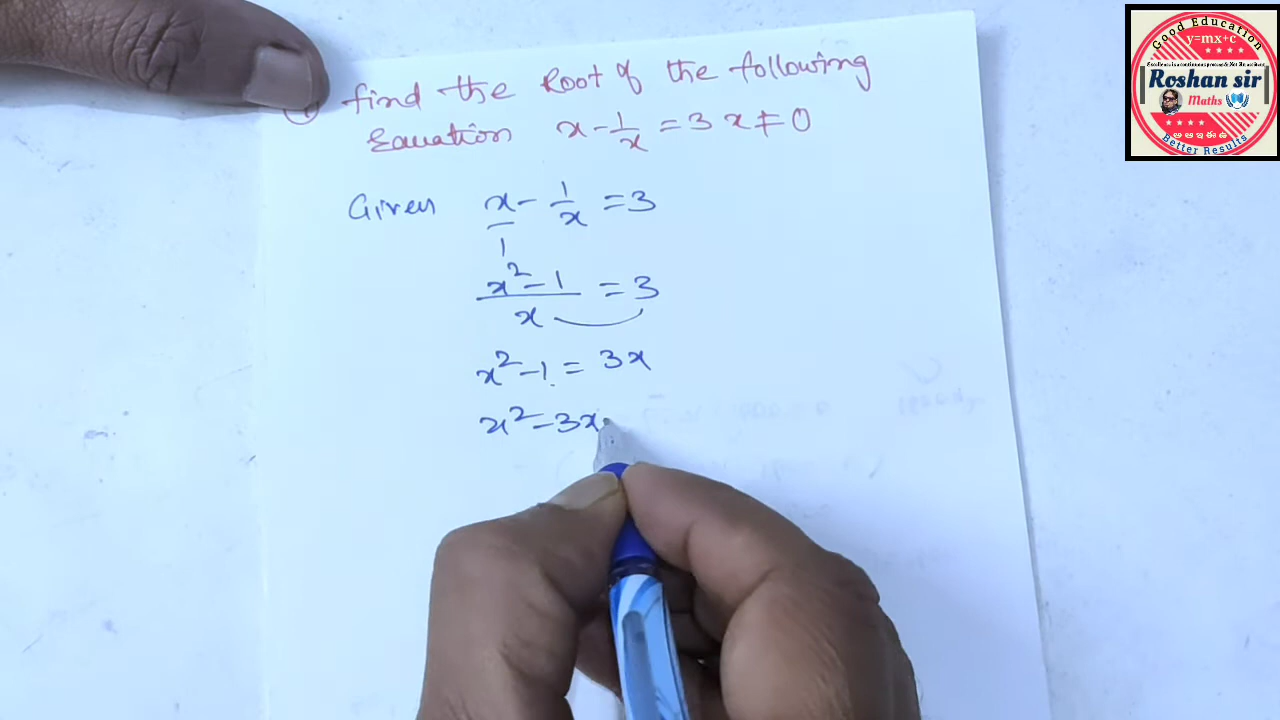 find the Root of the following
Equation x - 1/x = 3 x ≠ 0
Given x/1 - 1/x = 3
x² - 1 / x = 3
x² - 1 = 3x
x² - 3x
Good Education
y=mx+c
Roshan sir
Maths
Better Results